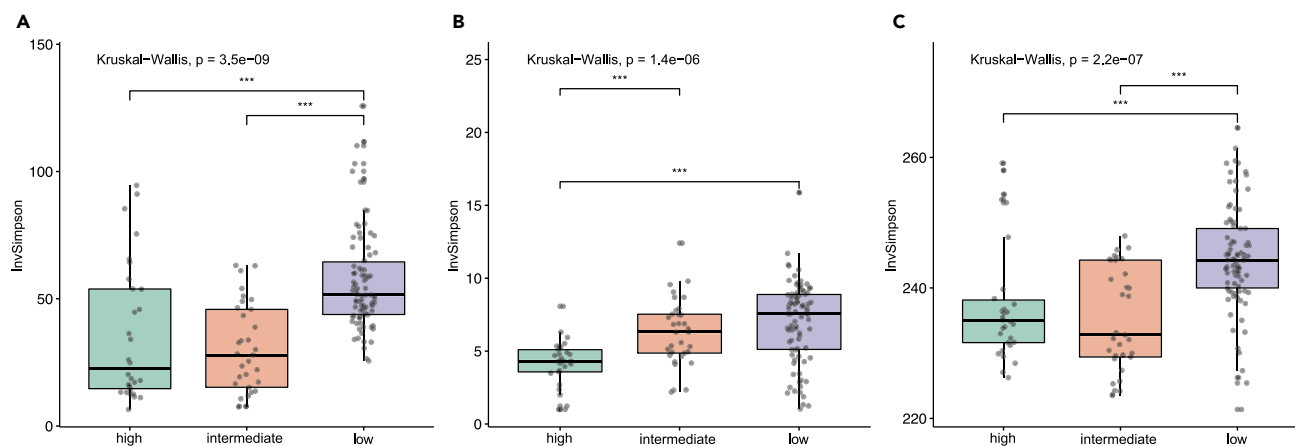 A
150
Kruskal−Wallis, p = 3.5e−09
***
***
100
InvSimpson
50
0
high
intermediate
low
B
25
Kruskal−Wallis, p = 1.4e−06
***
20
***
15
InvSimpson
10
5
0
high
intermediate
low
C
Kruskal−Wallis, p = 2.2e−07
***
***
260
InvSimpson
240
220
high
intermediate
low